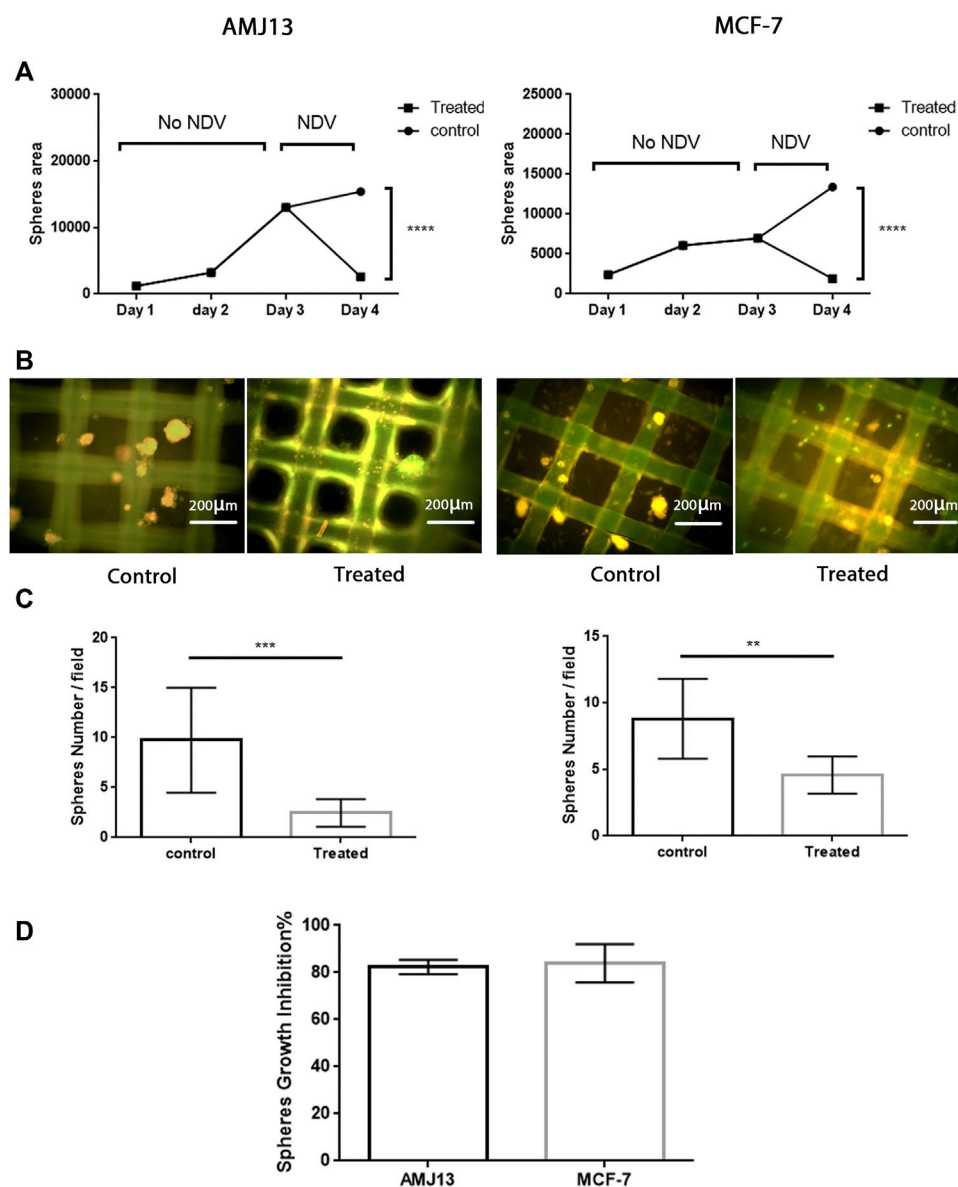 AMJ13
MCF-7
A
30000
20000
10000
0
Spheres area
No NDV
NDV
Treated
control
****
Day 1
day 2
Day 3
Day 4
25000
20000
15000
10000
5000
0
Spheres area
No NDV
NDV
Treated
control
****
Day 1
day 2
Day 3
Day 4
B
200µm
200µm
200µm
200µm
Control
Treated
Control
Treated
C
20
15
10
5
0
Spheres Number / field
***
control
Treated
15
10
5
0
Spheres Number / field
**
control
Treated
D
100
80
60
40
20
0
Spheres Growth Inhibition%
AMJ13
MCF-7